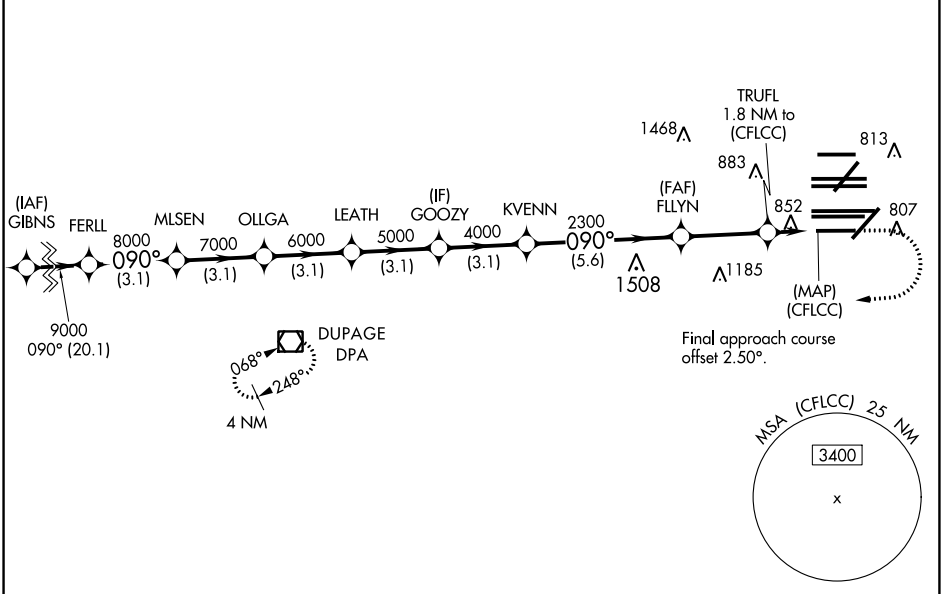 TRUFL
1.8 NM to
(CFLCC)
1468
813
883
(IAF)
GIBNS
FERLL
MLSEN
OLLGA
LEATH
(IF)
GOOZY
KVENN
(FAF)
FLLYN
852
807
8000
090°
(3.1)
7000
(3.1)
6000
(3.1)
5000
(3.1)
4000
(3.1)
2300
090°
(5.6)
1508
1185
(MAP)
(CFLCC)
9000
090° (20.1)
DUPAGE
DPA
068°
248°
4 NM
Final approach course
offset 2.50°.
MSA (CFLCC) 25 NM
3400
x